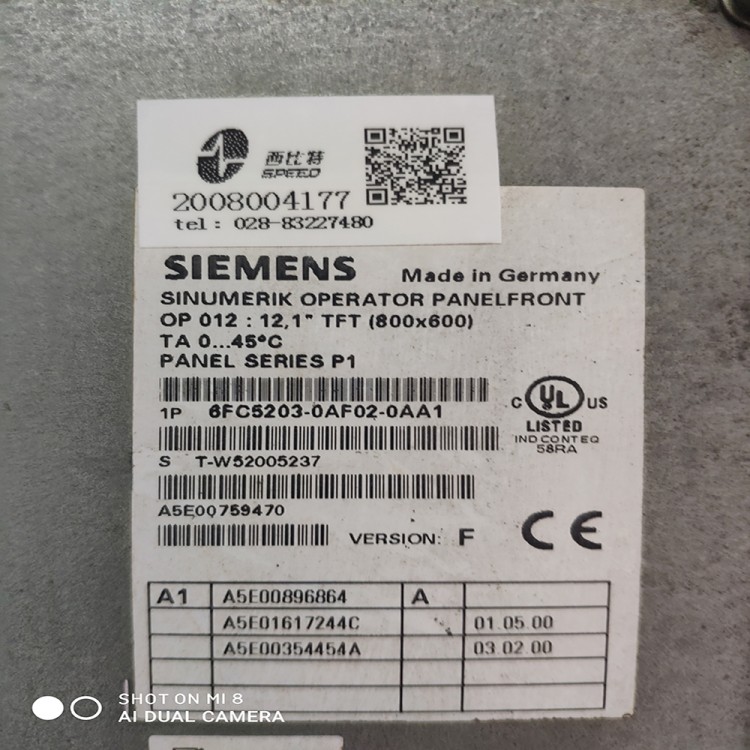 西比特
SPEED
2008004177
tel: 028-83227480
SIEMENS Made in Germany
SINUMERIK OPERATOR PANELFRONT
OP 012 : 12,1" TFT (800x600)
TA 0...45°C
PANEL SERIES P1
1P 6FC5203-0AF02-0AA1
C UL US
LISTED
IND CONT EQ
58RA
S T-W52005237
A5E00759470
VERSION: F CE
A1 A5E00896864 A
A5E01617244C 01.05.00
A5E00354454A 03.02.00
SHOT ON MI 8
AI DUAL CAMERA